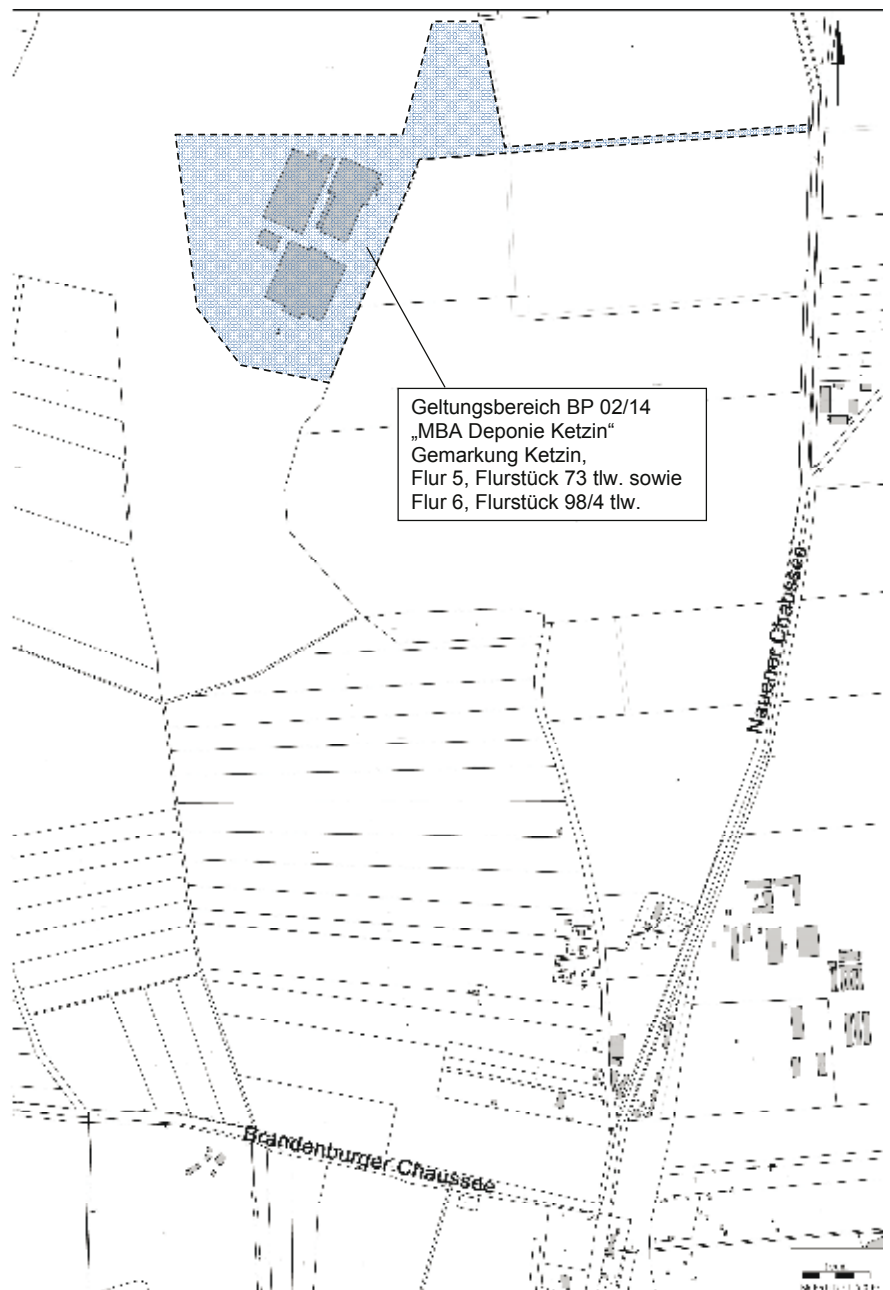 Geltungsbereich BP 02/14
„MBA Deponie Ketzin“
Gemarkung Ketzin,
Flur 5, Flurstück 73 tlw. sowie
Flur 6, Flurstück 98/4 tlw.
Nauener Chaussee
Brandenburger Chaussee